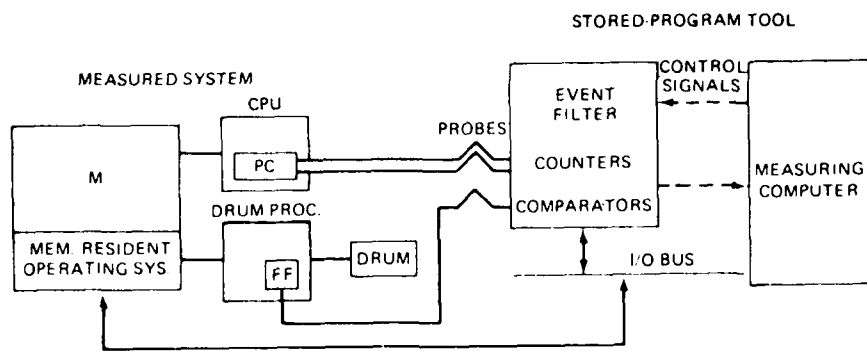 STORED-PROGRAM TOOL
MEASURED SYSTEM
CPU
PC
M
MEM. RESIDENT
OPERATING SYS.
DRUM PROC.
FF
DRUM
PROBES
EVENT
FILTER
COUNTERS
COMPARATORS
CONTROL
SIGNALS
MEASURING
COMPUTER
I/O BUS